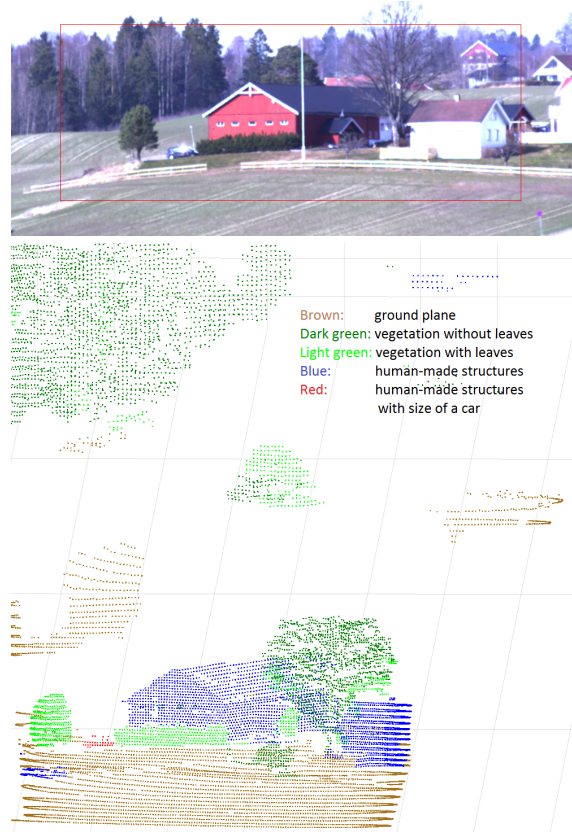 Brown: ground plane
Dark green: vegetation without leaves
Light green: vegetation with leaves
Blue: human-made structures
Red: human-made structures
with size of a car